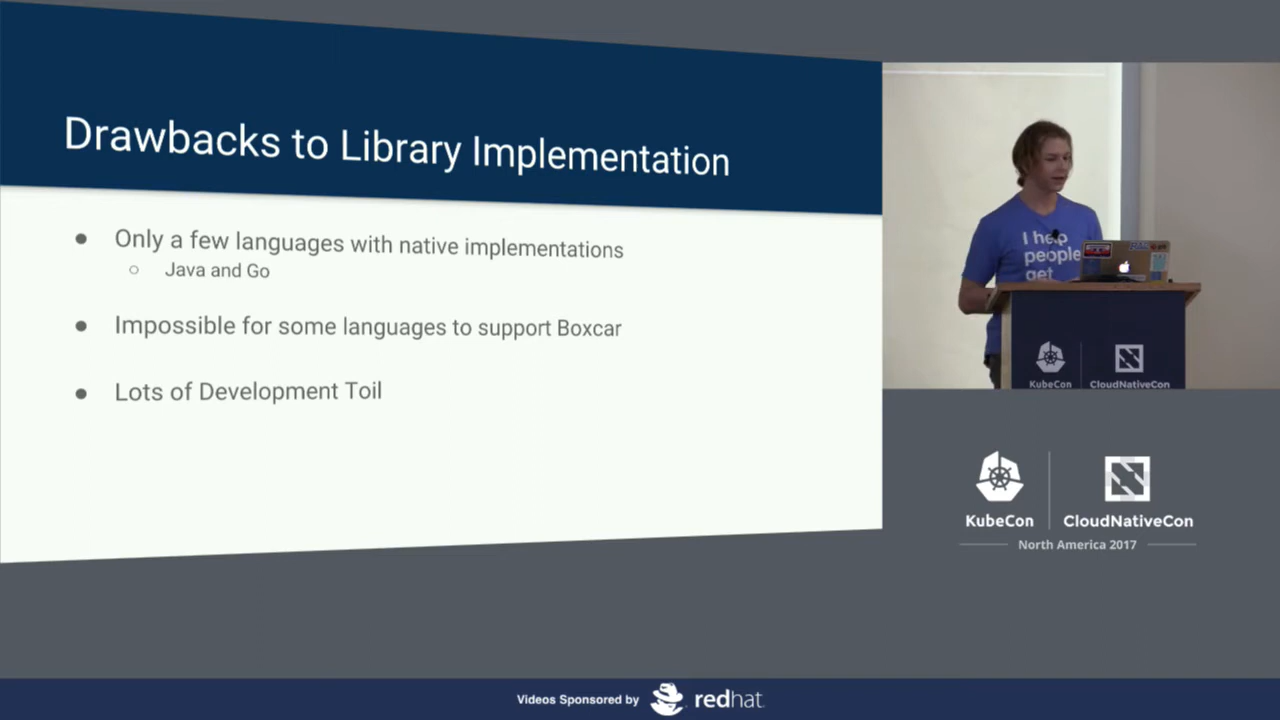 Drawbacks to Library Implementation
● Only a few languages with native implementations
○ Java and Go
● Impossible for some languages to support Boxcar
● Lots of Development Toil
I help
people
get
KubeCon
CloudNativeCon
KubeCon
CloudNativeCon
North America 2017
Videos Sponsored by
redhat